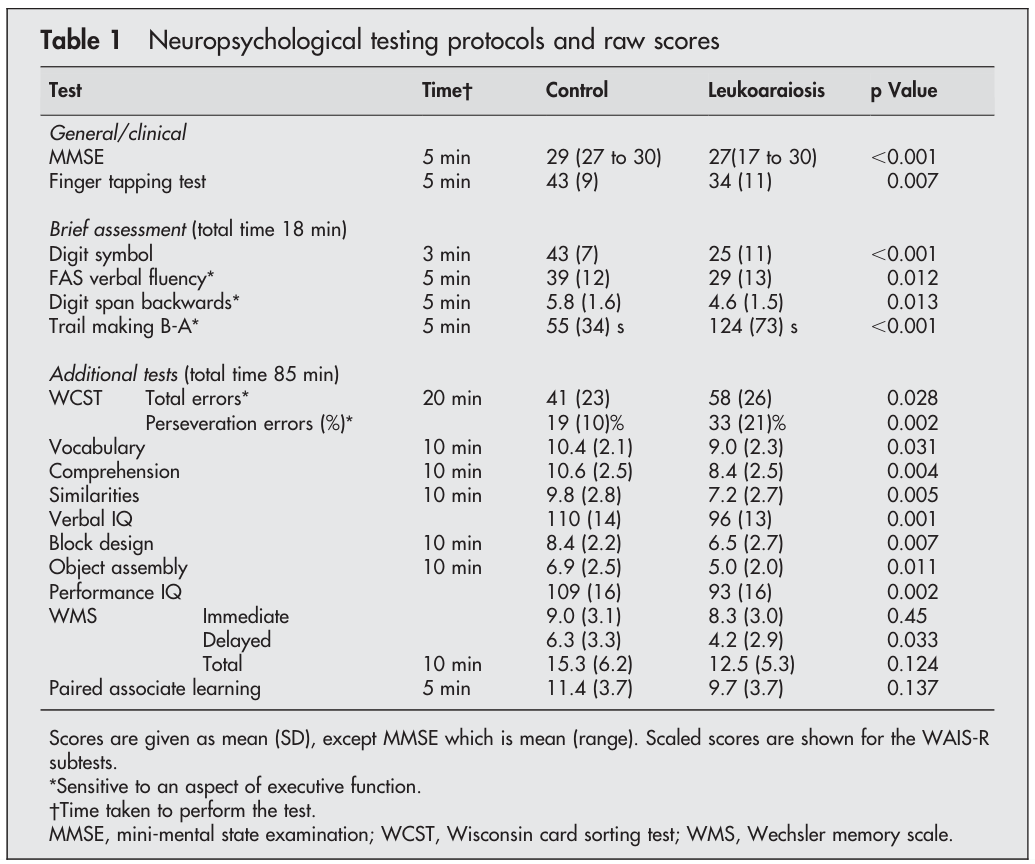 Table 1 Neuropsychological testing protocols and raw scores
Test Time† Control Leukoaraiosis p Value
General/clinical
MMSE 5 min 29 (27 to 30) 27(17 to 30) <0.001
Finger tapping test 5 min 43 (9) 34 (11) 0.007
Brief assessment (total time 18 min)
Digit symbol 3 min 43 (7) 25 (11) <0.001
FAS verbal fluency* 5 min 39 (12) 29 (13) 0.012
Digit span backwards* 5 min 5.8 (1.6) 4.6 (1.5) 0.013
Trail making B-A* 5 min 55 (34) s 124 (73) s <0.001
Additional tests (total time 85 min)
WCST Total errors* 20 min 41 (23) 58 (26) 0.028
Perseveration errors (%)* 19 (10)% 33 (21)% 0.002
Vocabulary 10 min 10.4 (2.1) 9.0 (2.3) 0.031
Comprehension 10 min 10.6 (2.5) 8.4 (2.5) 0.004
Similarities 10 min 9.8 (2.8) 7.2 (2.7) 0.005
Verbal IQ 110 (14) 96 (13) 0.001
Block design 10 min 8.4 (2.2) 6.5 (2.7) 0.007
Object assembly 10 min 6.9 (2.5) 5.0 (2.0) 0.011
Performance IQ 109 (16) 93 (16) 0.002
WMS Immediate 9.0 (3.1) 8.3 (3.0) 0.45
Delayed 6.3 (3.3) 4.2 (2.9) 0.033
Total 10 min 15.3 (6.2) 12.5 (5.3) 0.124
Paired associate learning 5 min 11.4 (3.7) 9.7 (3.7) 0.137
Scores are given as mean (SD), except MMSE which is mean (range). Scaled scores are shown for the WAIS-R
subtests.
*Sensitive to an aspect of executive function.
†Time taken to perform the test.
MMSE, mini-mental state examination; WCST, Wisconsin card sorting test; WMS, Wechsler memory scale.